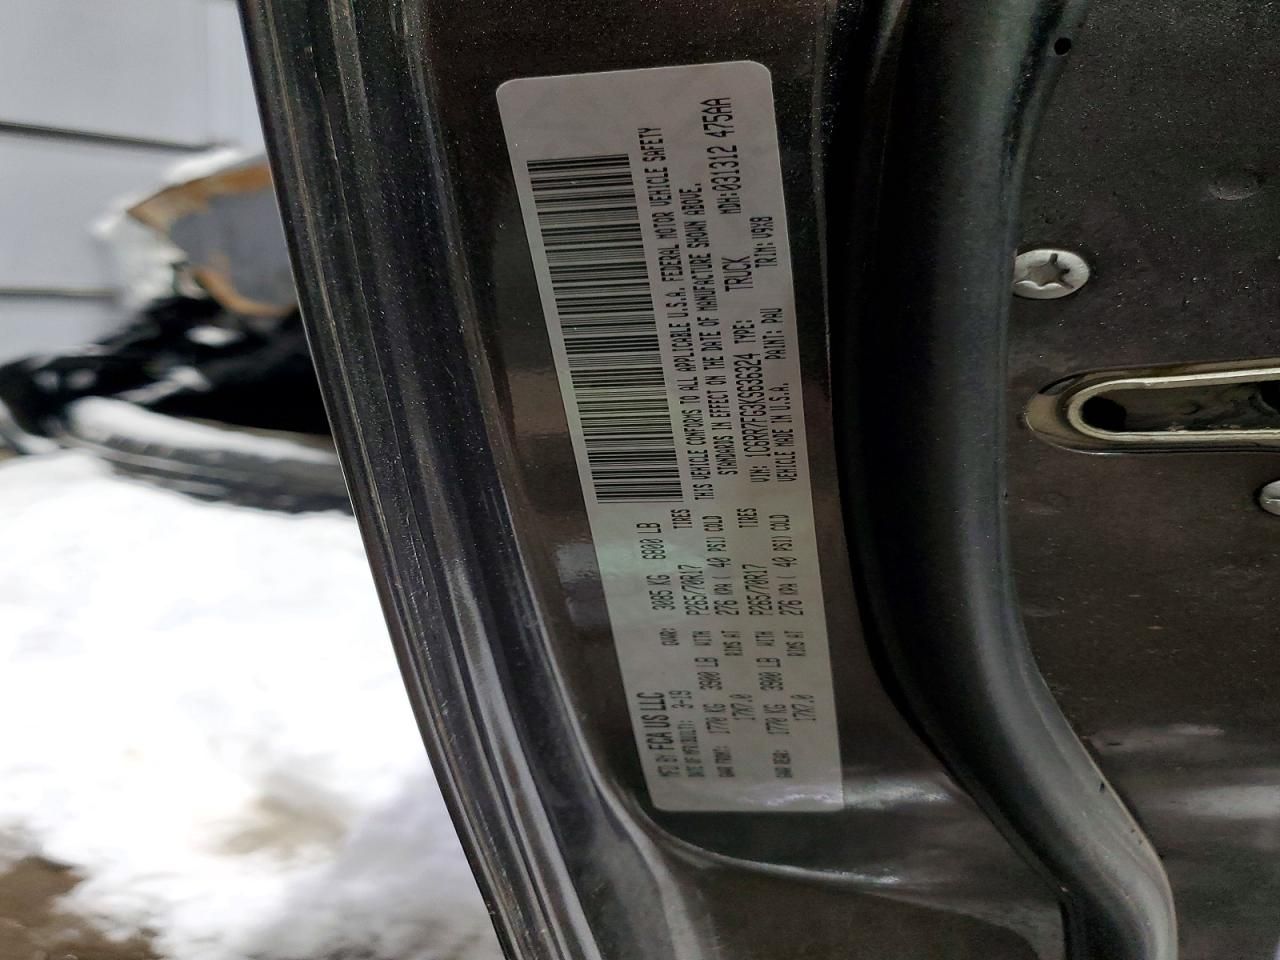 MFD BY FCA US LLC
DATE OF MFR(BUILT): 3-19 GVWR: 3085 KG 6800 LB
GAWR FRONT: 1770 KG 3900 LB WITH P265/70R17 TIRES
17X7.0 RIMS AT 276 KPA ( 40 PSI) COLD
GAWR REAR: 1770 KG 3900 LB WITH P265/70R17 TIRES
17X7.0 RIMS AT 276 KPA ( 40 PSI) COLD
THIS VEHICLE CONFORMS TO ALL APPLICABLE U.S.A. FEDERAL MOTOR VEHICLE SAFETY
STANDARDS IN EFFECT ON THE DATE OF MANUFACTURE SHOWN ABOVE.
VIN: 1C6RR7FG3KS636324 TYPE: TRUCK MDH:031312 475AA
VEHICLE MADE IN U.S.A. PAINT: PAU TRIM: V9X8